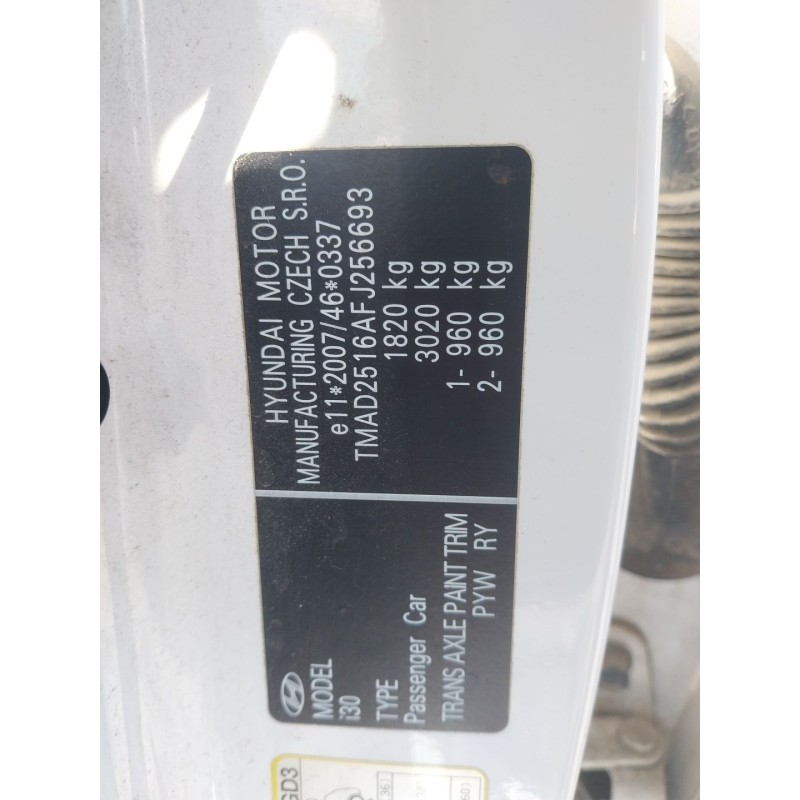 HYUNDAI MOTOR
MANUFACTURING CZECH S.R.O.
e11*2007/46*0337
TMAD2516AFJ256693
1820 kg
3020 kg
1- 960 kg
2- 960 kg
MODEL
i30
TYPE
Passenger Car
TRANS AXLE PAINT TRIM
PYW RY
GD3